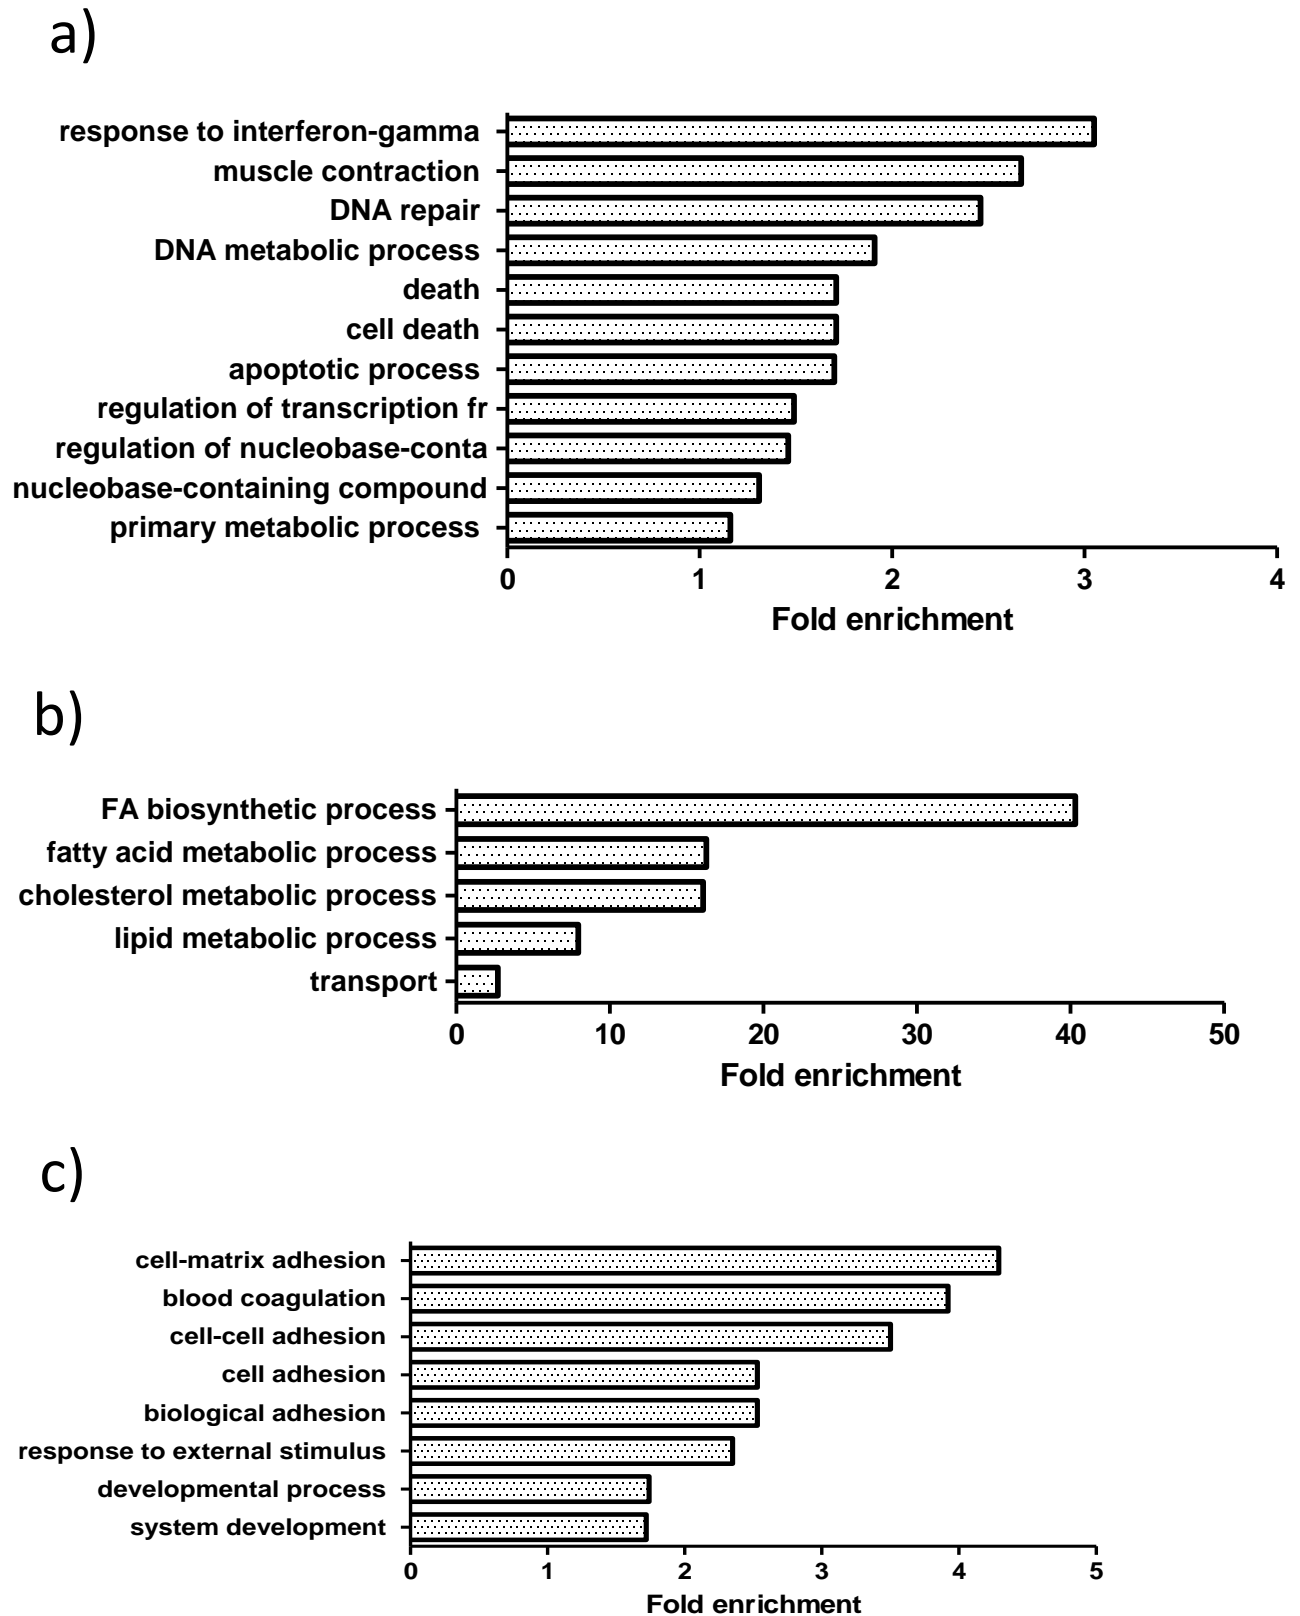 a)
response to interferon-gamma
muscle contraction
DNA repair
DNA metabolic process
death
cell death
apoptotic process
regulation of transcription fr
regulation of nucleobase-conta
nucleobase-containing compound
primary metabolic process
0 1 2 3 4
Fold enrichment
b)
FA biosynthetic process
fatty acid metabolic process
cholesterol metabolic process
lipid metabolic process
transport
0 10 20 30 40 50
Fold enrichment
c)
cell-matrix adhesion
blood coagulation
cell-cell adhesion
cell adhesion
biological adhesion
response to external stimulus
developmental process
system development
0 1 2 3 4 5
Fold enrichment